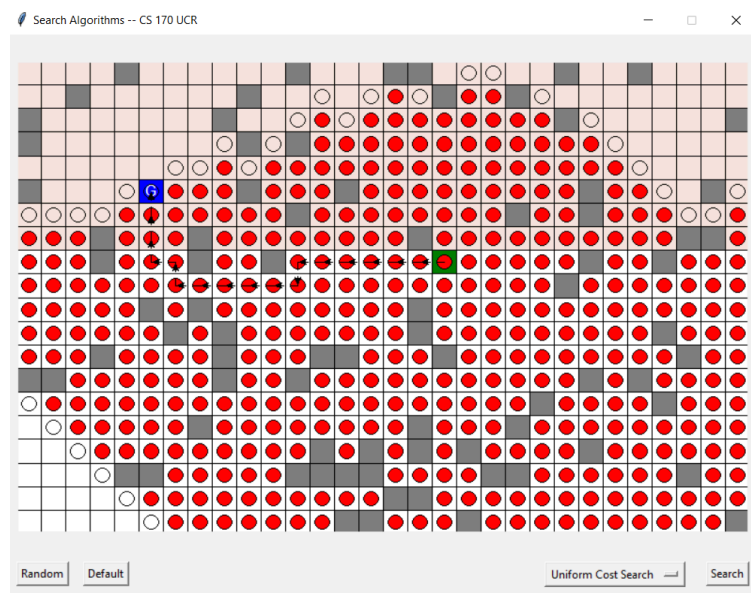 Search Algorithms -- CS 170 UCR
G
Random
Default
Uniform Cost Search
Search